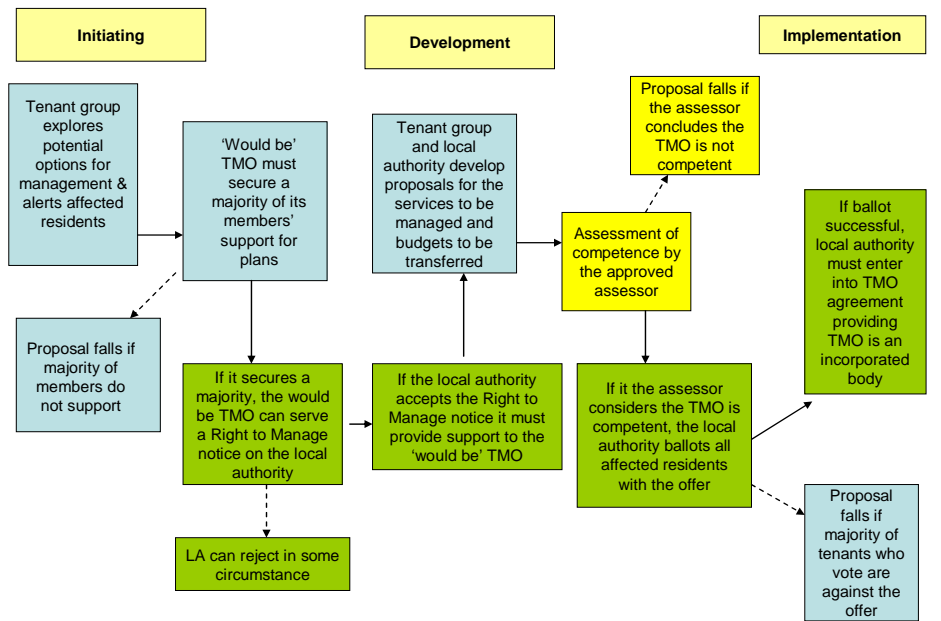 Initiating
Development
Implementation
Tenant group
explores
potential
options for
management &
alerts affected
residents
‘Would be’
TMO must
secure a
majority of its
members’
support for
plans
Proposal falls if
majority of
members do
not support
If it secures a
majority, the would
be TMO can serve
a Right to Manage
notice on the local
authority
LA can reject in some
circumstance
Tenant group
and local
authority develop
proposals for the
services to be
managed and
budgets to be
transferred
If the local authority
accepts the Right to
Manage notice it must
provide support to the
‘would be’ TMO
Proposal falls if
the assessor
concludes the
TMO is not
competent
Assessment of
competence by
the approved
assessor
If it the assessor
considers the TMO is
competent, the local
authority ballots all
affected residents
with the offer
If ballot
successful,
local authority
must enter
into TMO
agreement
providing
TMO is an
incorporated
body
Proposal
falls if
majority of
tenants who
vote are
against the
offer